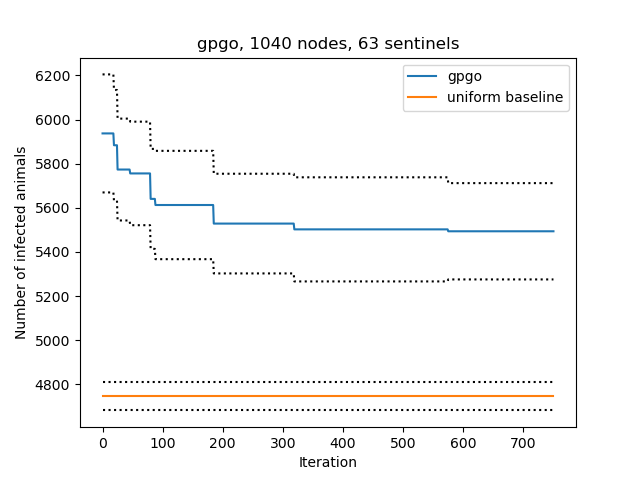 gpgo, 1040 nodes, 63 sentinels
gpgo
uniform baseline
Number of infected animals
6200
6000
5800
5600
5400
5200
5000
4800
0 100 200 300 400 500 600 700
Iteration